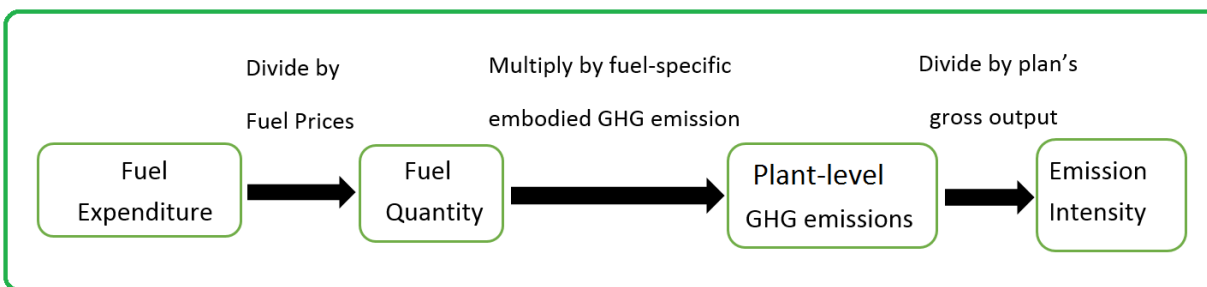 Divide by
Fuel Prices
Multiply by fuel-specific
embodied GHG emission
Divide by plan’s
gross output
Fuel
Expenditure
Fuel
Quantity
Plant-level
GHG emissions
Emission
Intensity